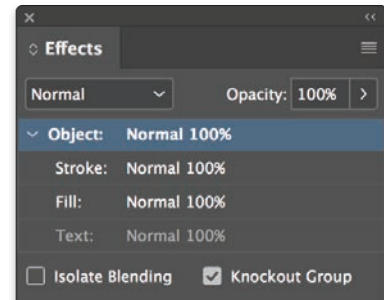 Effects
Normal Opacity: 100%
Object: Normal 100%
Stroke: Normal 100%
Fill: Normal 100%
Text: Normal 100%
Isolate Blending Knockout Group